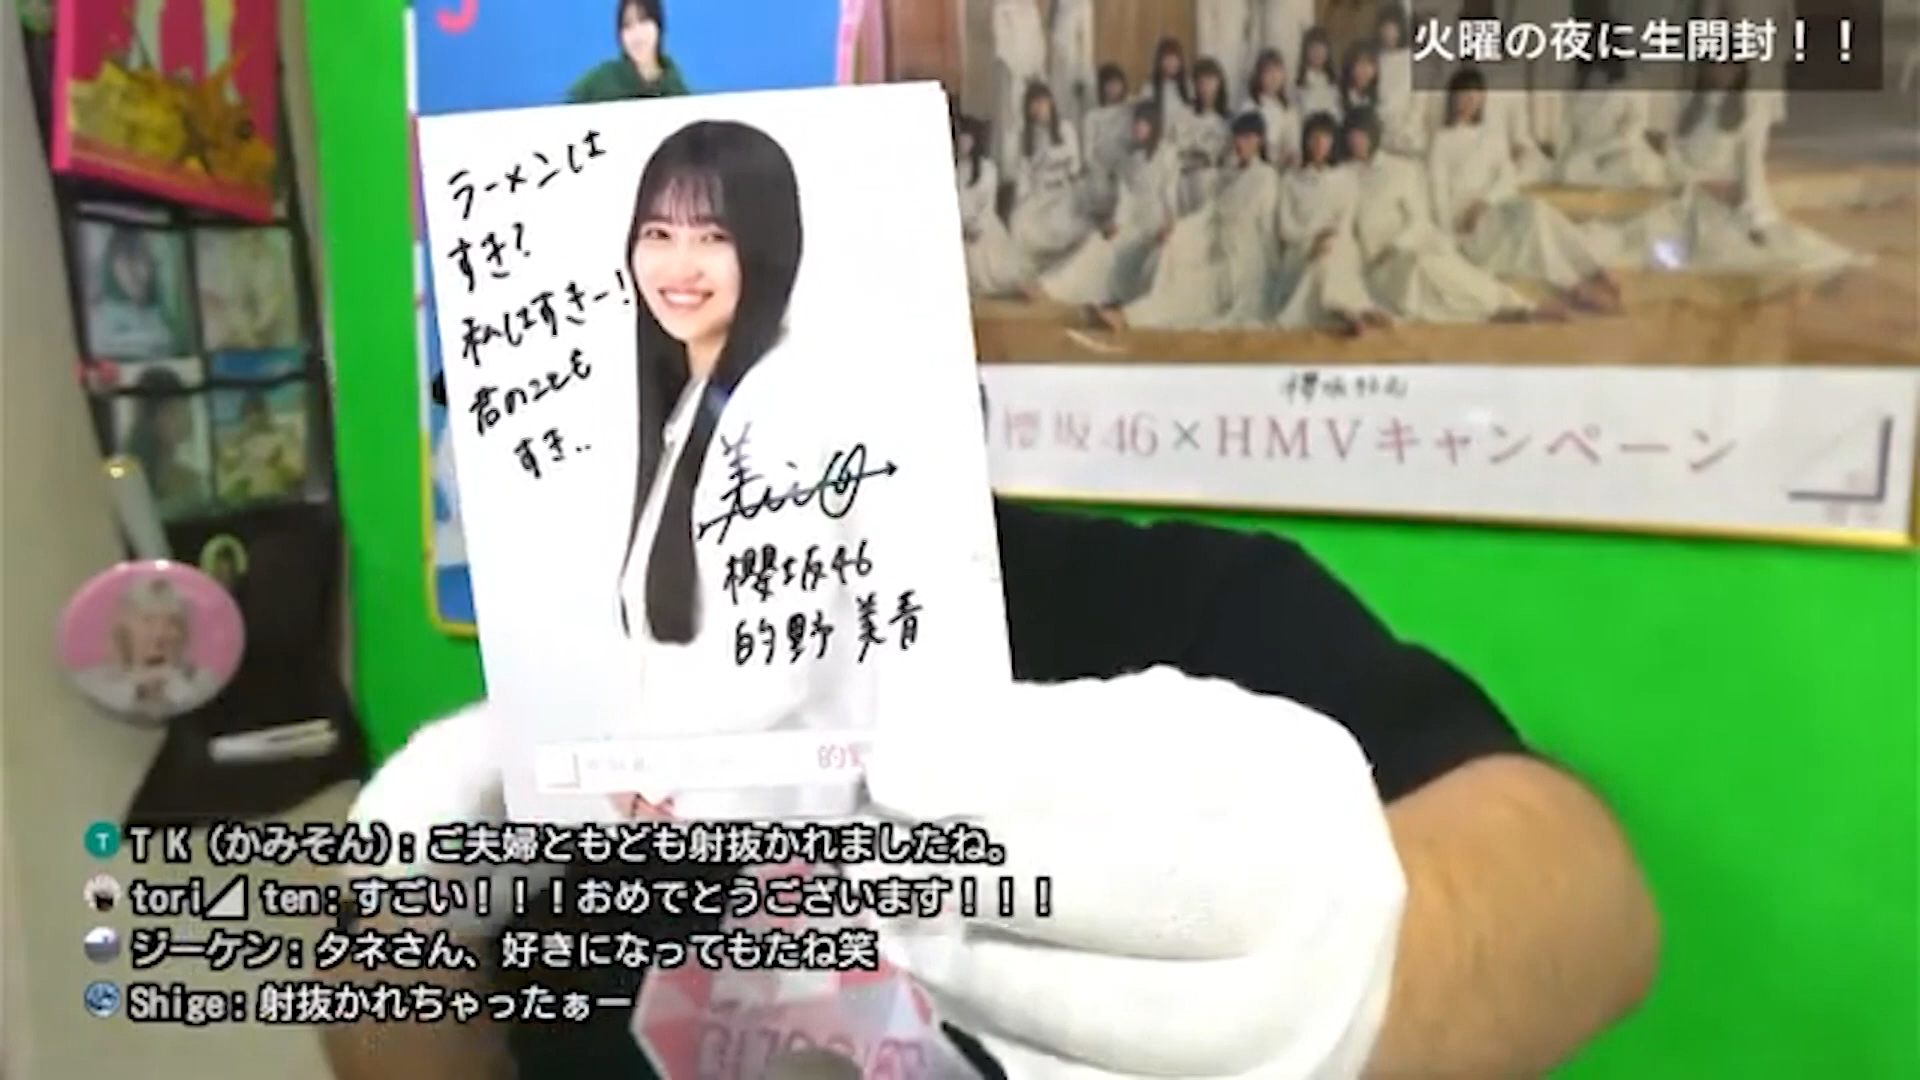 火曜の夜に生開封！！
ラーメンは
すき？
私はすきー！
君のことも
すき..
櫻坂46
的野 美青
櫻坂46×HMVキャンペーン
TK（かみそん）: ご夫婦ともども射抜かれましたね。
tori◢ ten: すごい！！！おめでとうございます！！！
ジーケン: タネさん、好きになってもたね笑
Shige: 射抜かれちゃったぁー